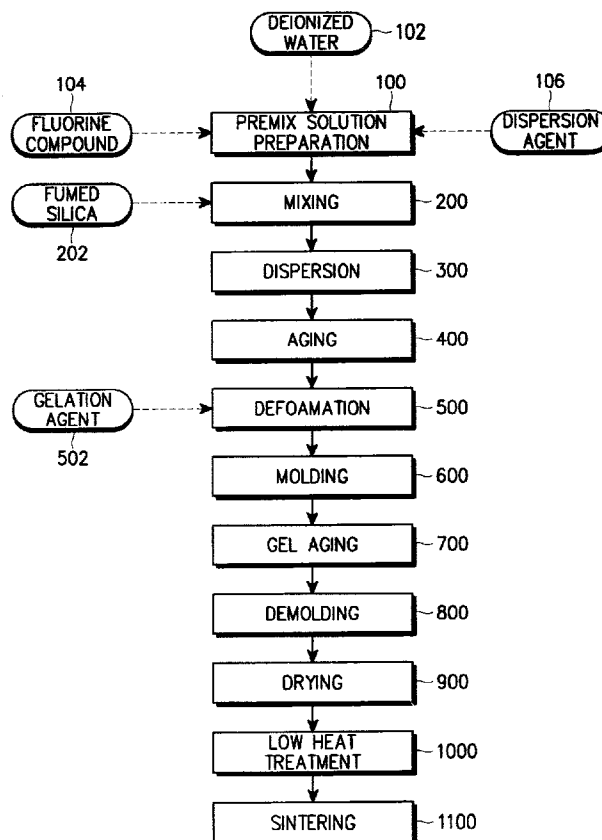 DEIONIZED
WATER
102
104
100
106
FLUORINE
COMPOUND
PREMIX SOLUTION
PREPARATION
DISPERSION
AGENT
FUMED
SILICA
202
MIXING
200
DISPERSION
300
AGING
400
GELATION
AGENT
502
DEFOAMATION
500
MOLDING
600
GEL AGING
700
DEMOLDING
800
DRYING
900
LOW HEAT
TREATMENT
1000
SINTERING
1100